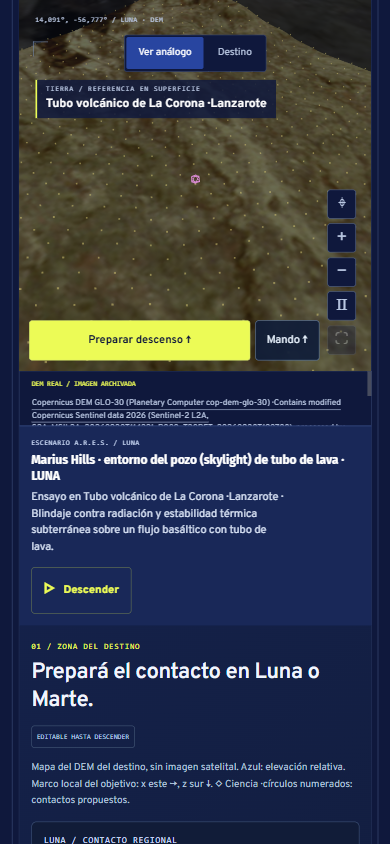 14,091°, -56,777° / LUNA · DEM
Ver análogo Destino
TIERRA / REFERENCIA EN SUPERFICIE
Tubo volcánico de La Corona ·Lanzarote
+
−
II
Preparar descenso ↑ Mando ↑
DEM REAL / IMAGEN ARCHIVADA
Copernicus DEM GLO-30 (Planetary Computer cop-dem-glo-30) ·Contains modified
Copernicus Sentinel data 2026 (Sentinel-2 L2A,
ESCENARIO A.R.E.S. / LUNA
Marius Hills · entorno del pozo (skylight) de tubo de lava ·
LUNA
Ensayo en Tubo volcánico de La Corona ·Lanzarote ·
Blindaje contra radiación y estabilidad térmica
subterránea sobre un flujo basáltico con tubo de
lava.
Descender
01 / ZONA DEL DESTINO
Prepará el contacto en Luna o
Marte.
EDITABLE HASTA DESCENDER
Mapa del DEM del destino, sin imagen satelital. Azul: elevación relativa.
Marco local del objetivo: x este →, z sur ↓. ◇ Ciencia ·círculos numerados:
contactos propuestos.
LUNA / CONTACTO REGIONAL